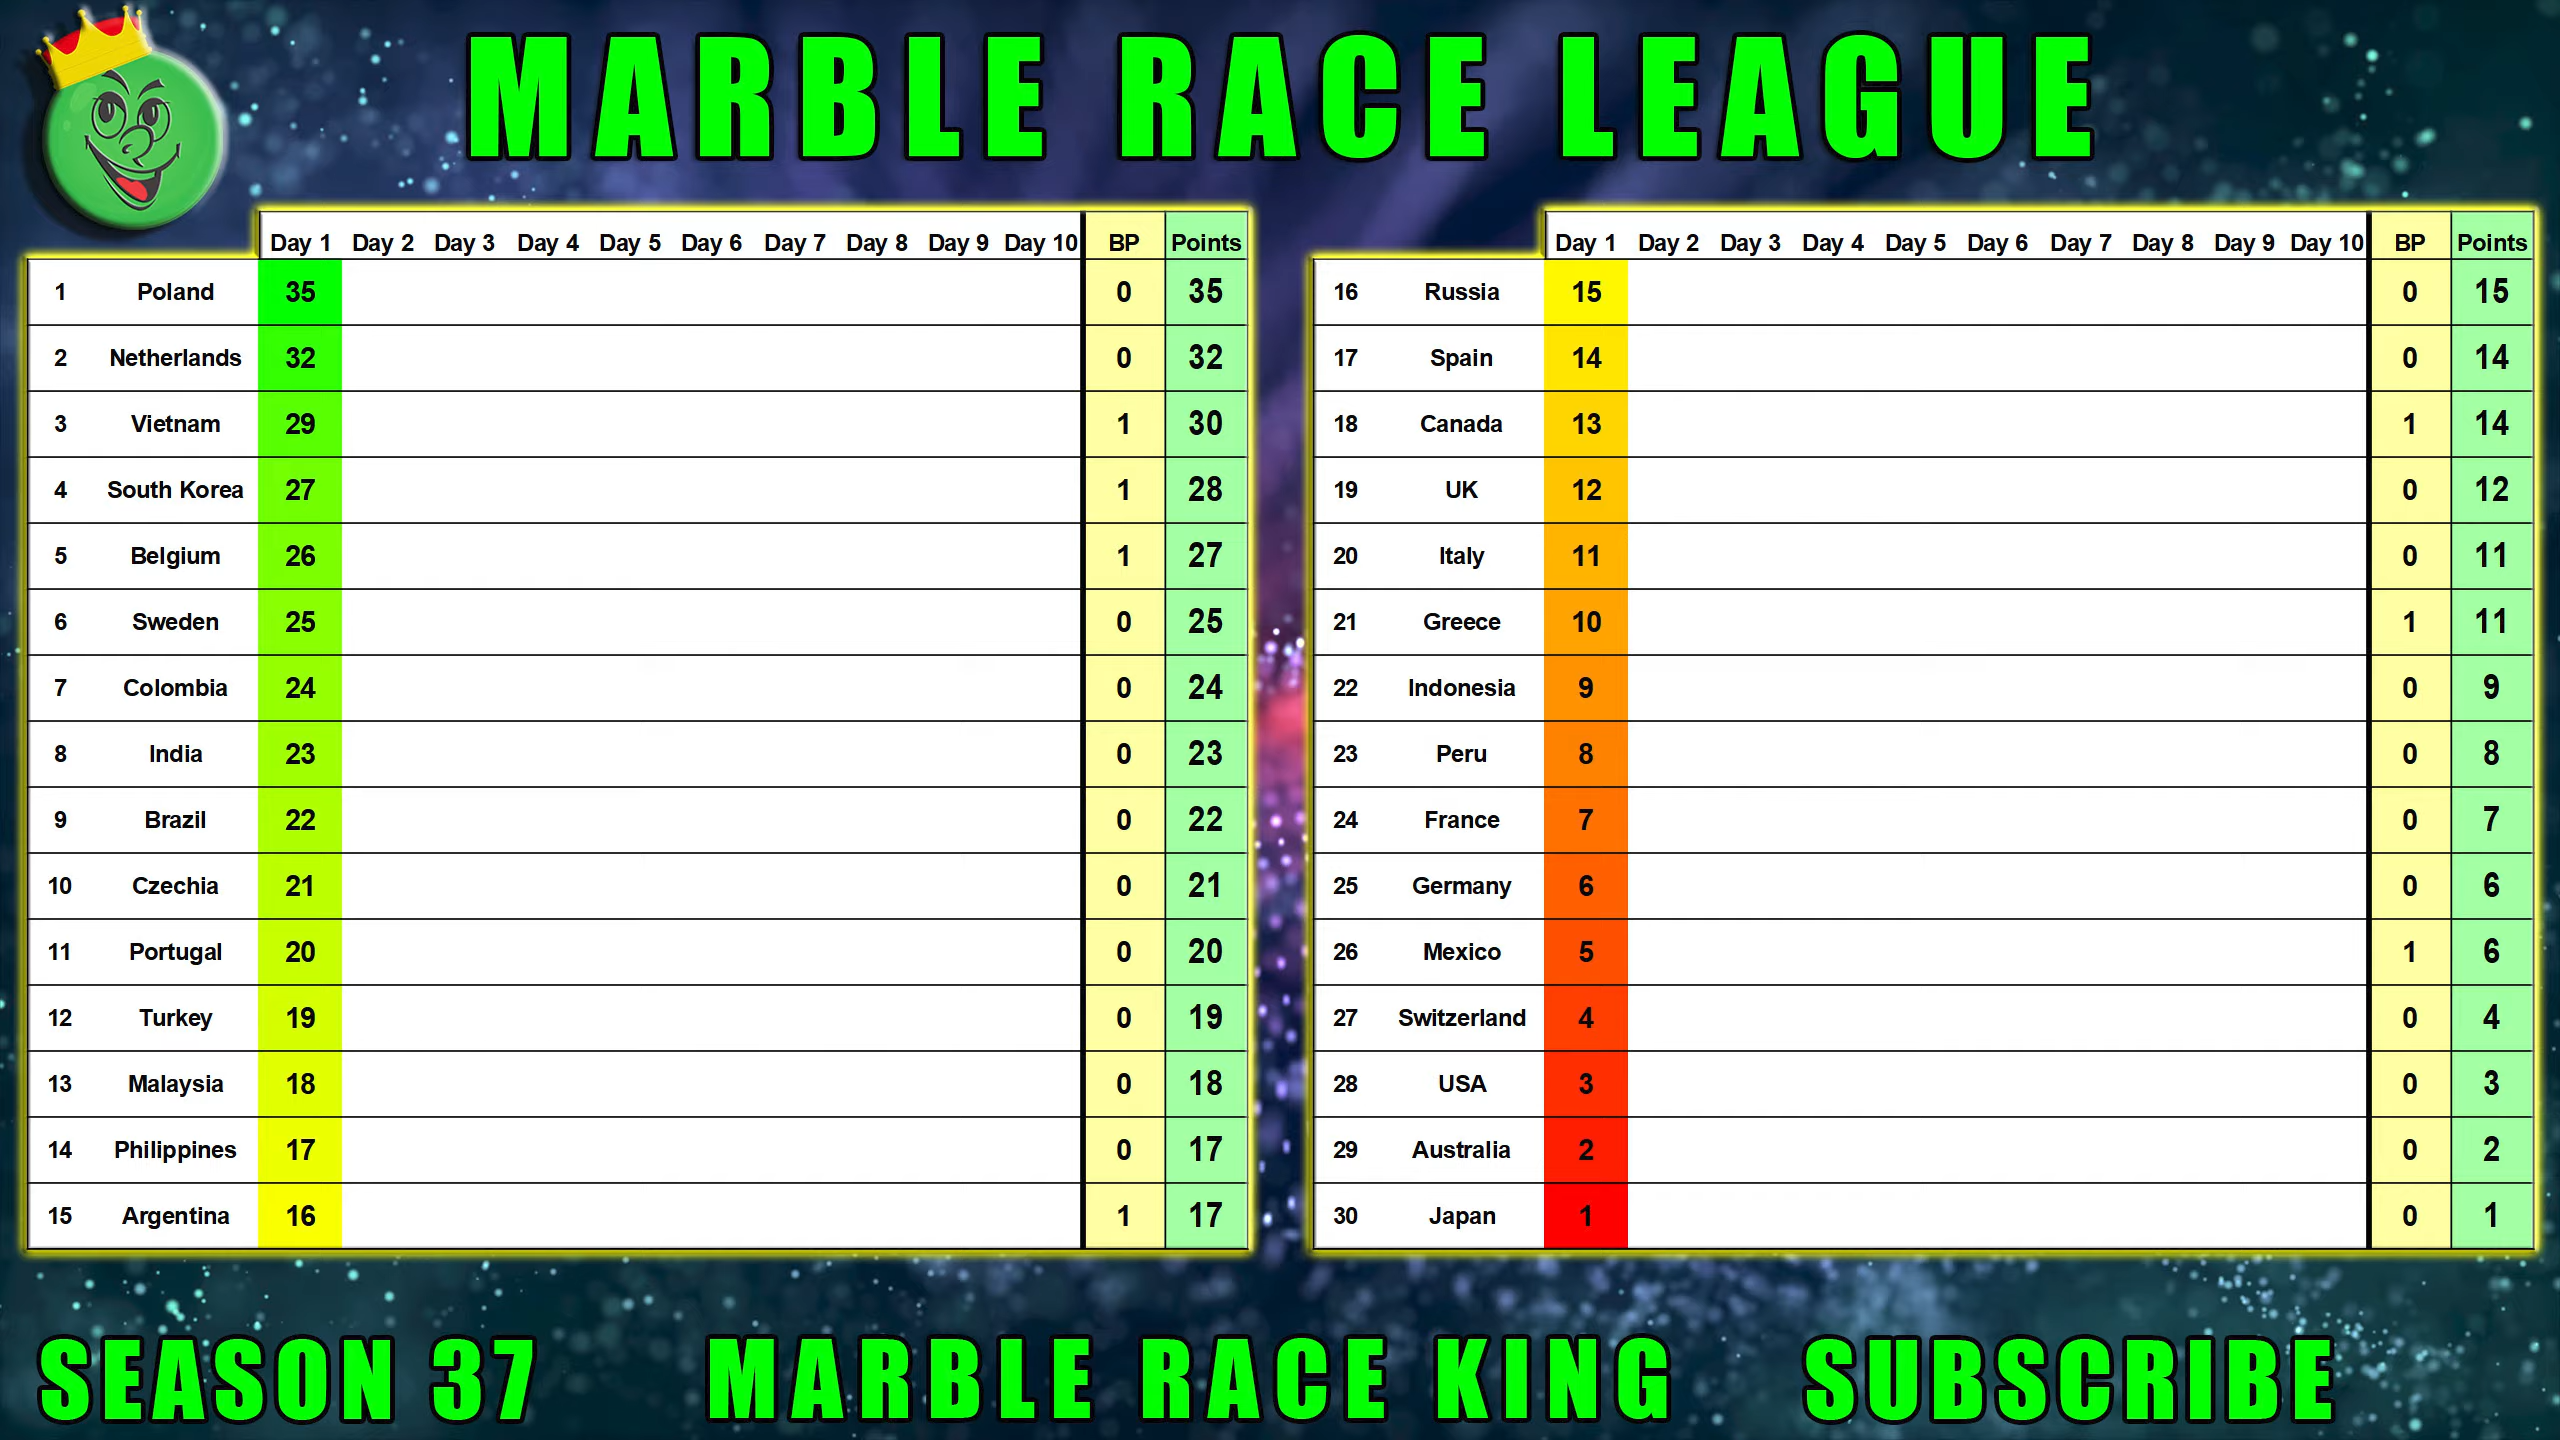 MARBLE RACE LEAGUE
Day 1 Day 2 Day 3 Day 4 Day 5 Day 6 Day 7 Day 8 Day 9 Day 10 BP Points
1 Poland 35 0 35
2 Netherlands 32 0 32
3 Vietnam 29 1 30
4 South Korea 27 1 28
5 Belgium 26 1 27
6 Sweden 25 0 25
7 Colombia 24 0 24
8 India 23 0 23
9 Brazil 22 0 22
10 Czechia 21 0 21
11 Portugal 20 0 20
12 Turkey 19 0 19
13 Malaysia 18 0 18
14 Philippines 17 0 17
15 Argentina 16 1 17
Day 1 Day 2 Day 3 Day 4 Day 5 Day 6 Day 7 Day 8 Day 9 Day 10 BP Points
16 Russia 15 0 15
17 Spain 14 0 14
18 Canada 13 1 14
19 UK 12 0 12
20 Italy 11 0 11
21 Greece 10 1 11
22 Indonesia 9 0 9
23 Peru 8 0 8
24 France 7 0 7
25 Germany 6 0 6
26 Mexico 5 1 6
27 Switzerland 4 0 4
28 USA 3 0 3
29 Australia 2 0 2
30 Japan 1 0 1
SEASON 37 MARBLE RACE KING SUBSCRIBE